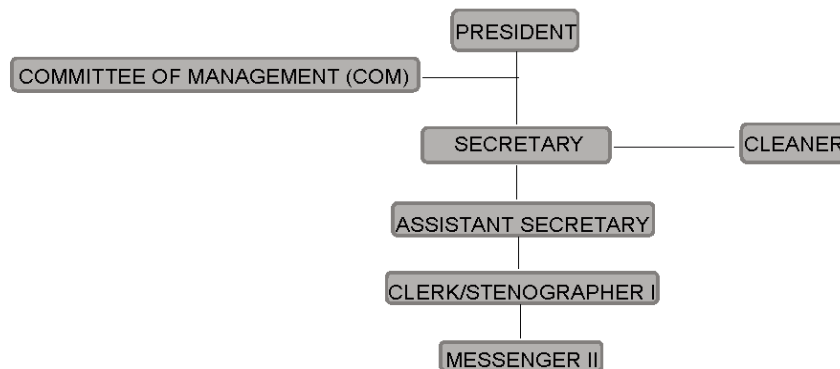 PRESIDENT
COMMITTEE OF MANAGEMENT (COM)
SECRETARY
CLEANER
ASSISTANT SECRETARY
CLERK/STENOGRAPHER I
MESSENGER II